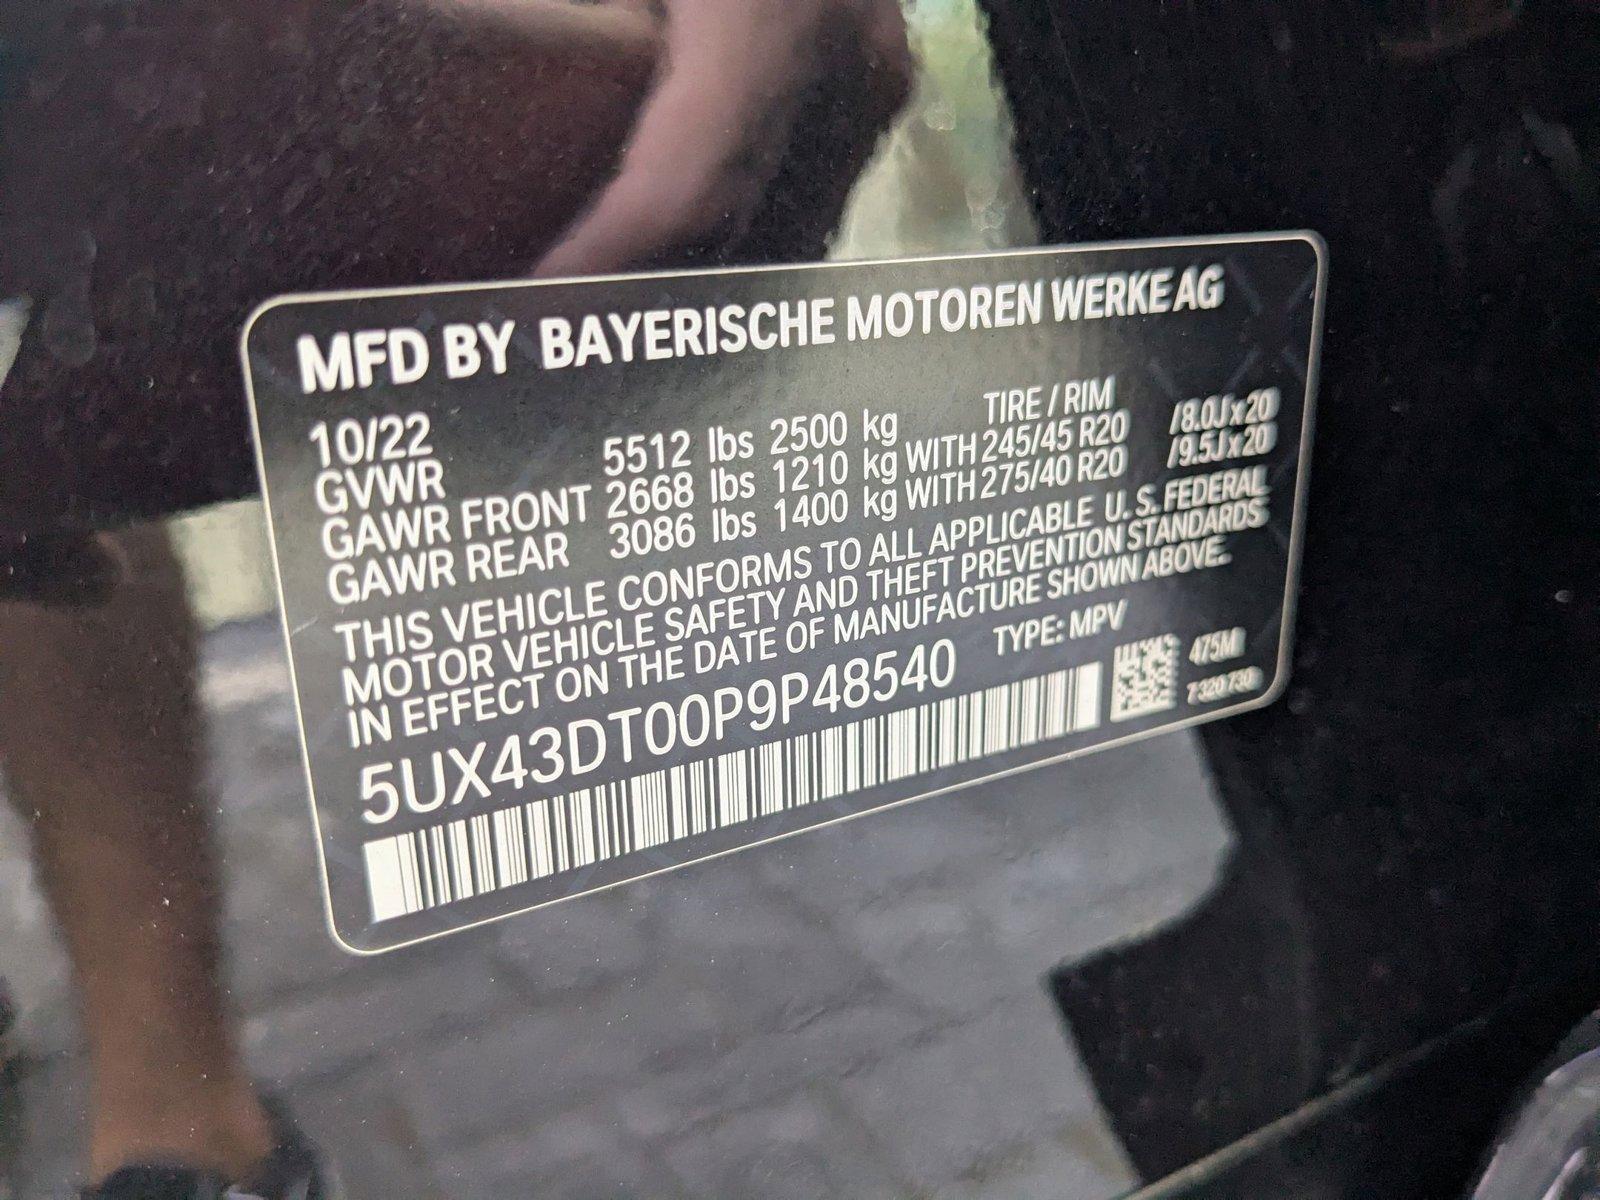 MFD BY BAYERISCHE MOTOREN WERKE AG
10/22 TIRE / RIM
GVWR 5512 lbs 2500 kg
GAWR FRONT 2668 lbs 1210 kg WITH 245/45 R20 /8.0Jx20
GAWR REAR 3086 lbs 1400 kg WITH 275/40 R20 /9.5Jx20
THIS VEHICLE CONFORMS TO ALL APPLICABLE U. S. FEDERAL
MOTOR VEHICLE SAFETY AND THEFT PREVENTION STANDARDS
IN EFFECT ON THE DATE OF MANUFACTURE SHOWN ABOVE.
5UX43DT00P9P48540 TYPE: MPV
475M
7 320 730